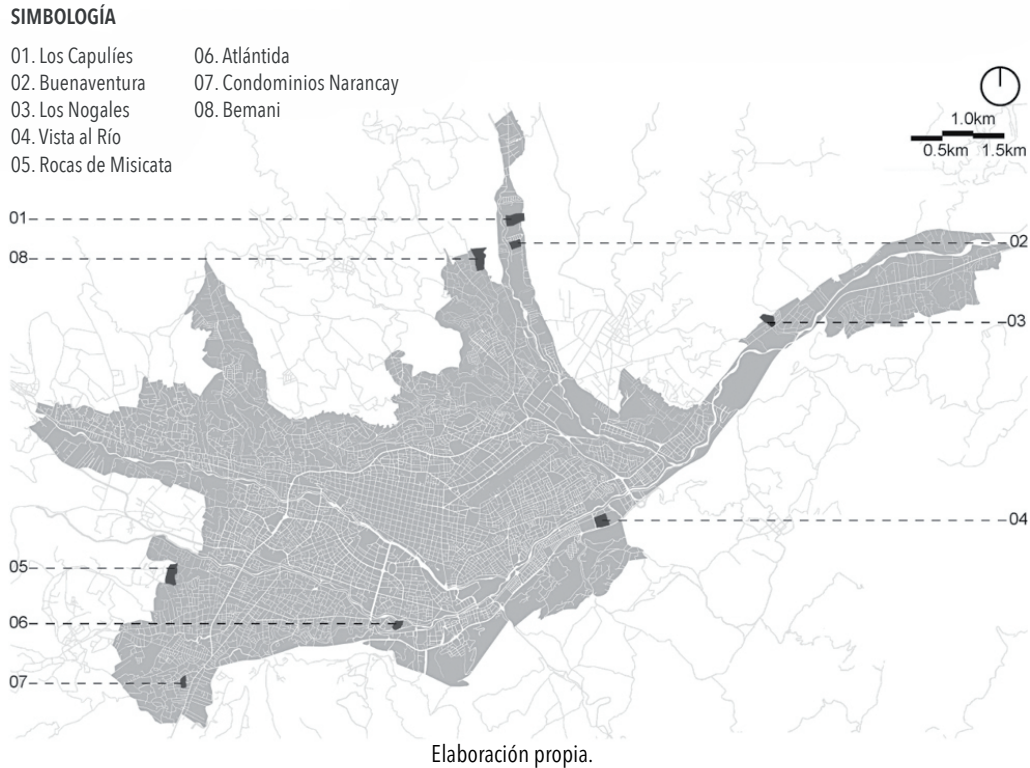 SIMBOLOGÍA
01. Los Capulíes
02. Buenaventura
03. Los Nogales
04. Vista al Río
05. Rocas de Misicata
06. Atlántida
07. Condominios Narancay
08. Bemani
1.0km
0.5km 1.5km
01
08
02
03
04
05
06
07
Elaboración propia.